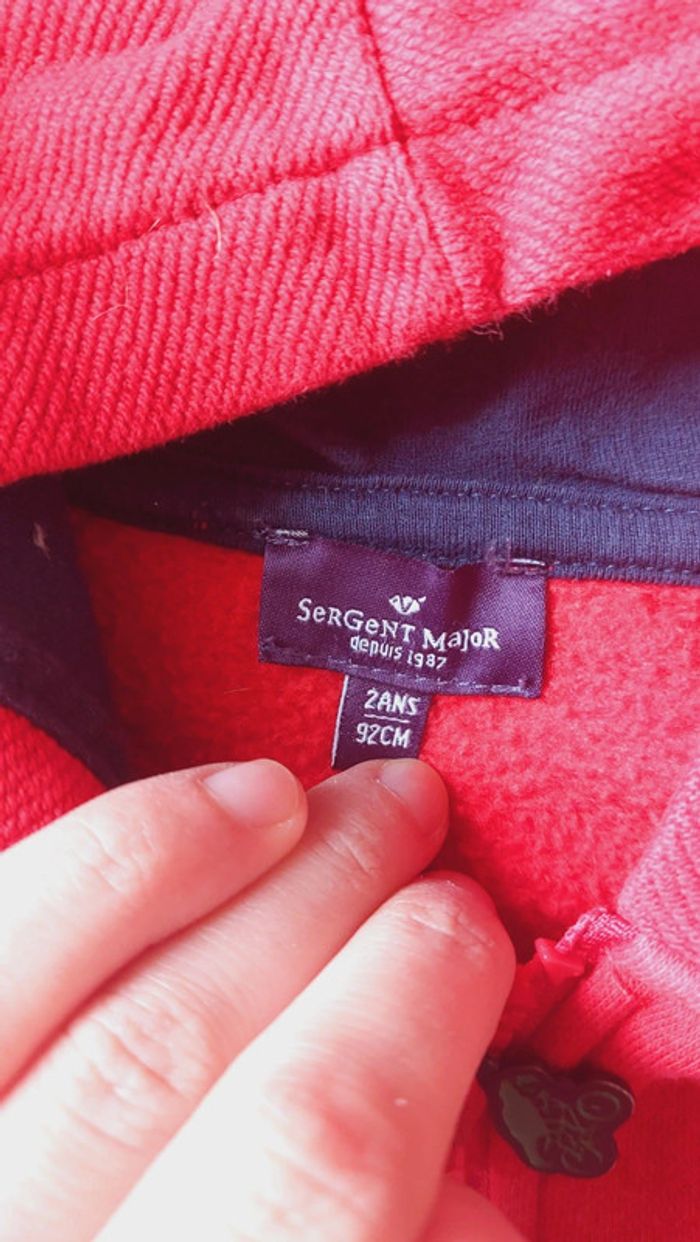 SeRGeNT MaJoR
depuis 1987
2ANS
92CM